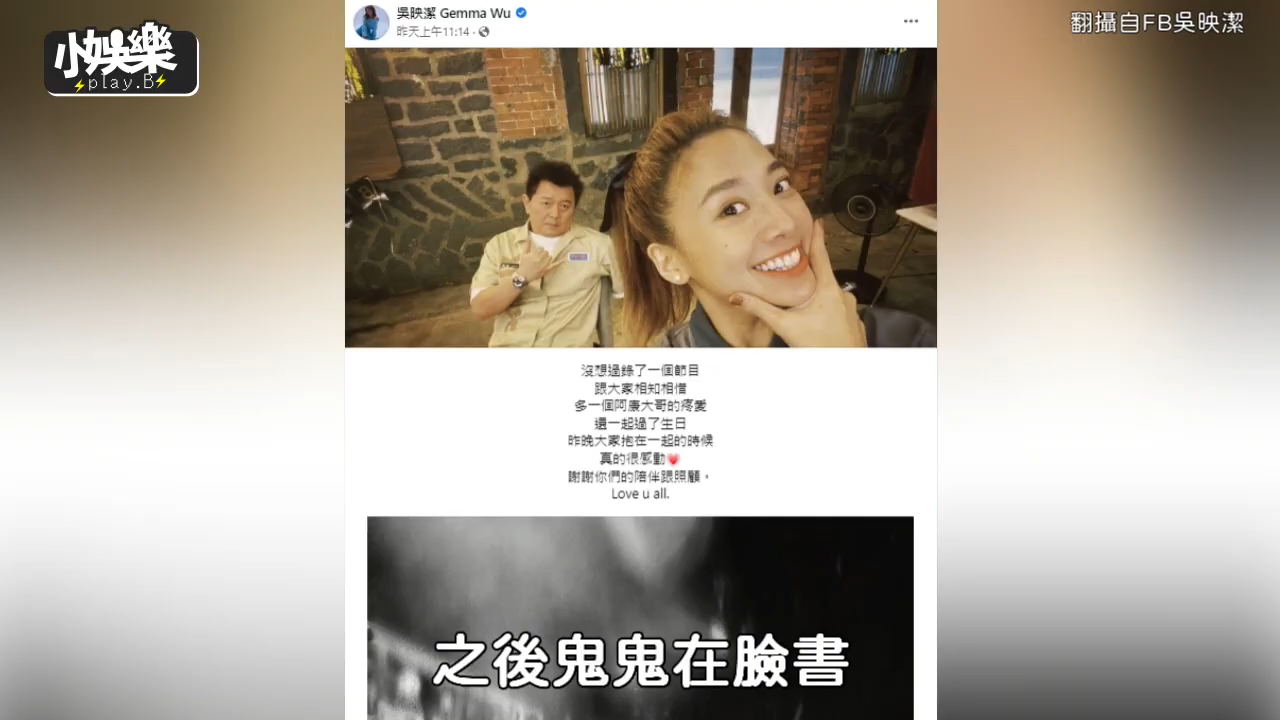 小娛樂
play.B
吳映潔 Gemma Wu
昨天上午11:14 ·
翻攝自FB吳映潔
沒想過錄了一個節目
跟大家相知相惜
多一個阿康大哥的疼愛
還一起過了生日
昨晚大家抱在一起的時候
真的很感動
謝謝你們的陪伴跟照顧。
Love u all.
之後鬼鬼在臉書